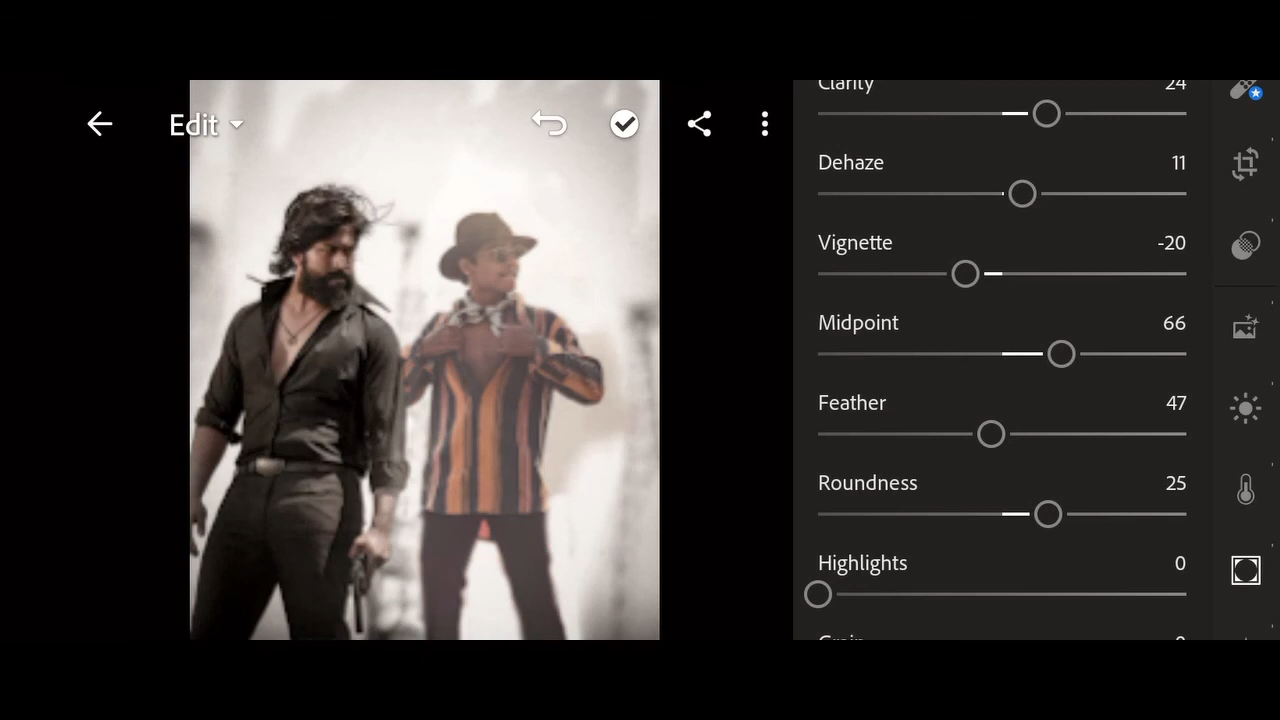 Edit
Clarity 24
Dehaze 11
Vignette -20
Midpoint 66
Feather 47
Roundness 25
Highlights 0